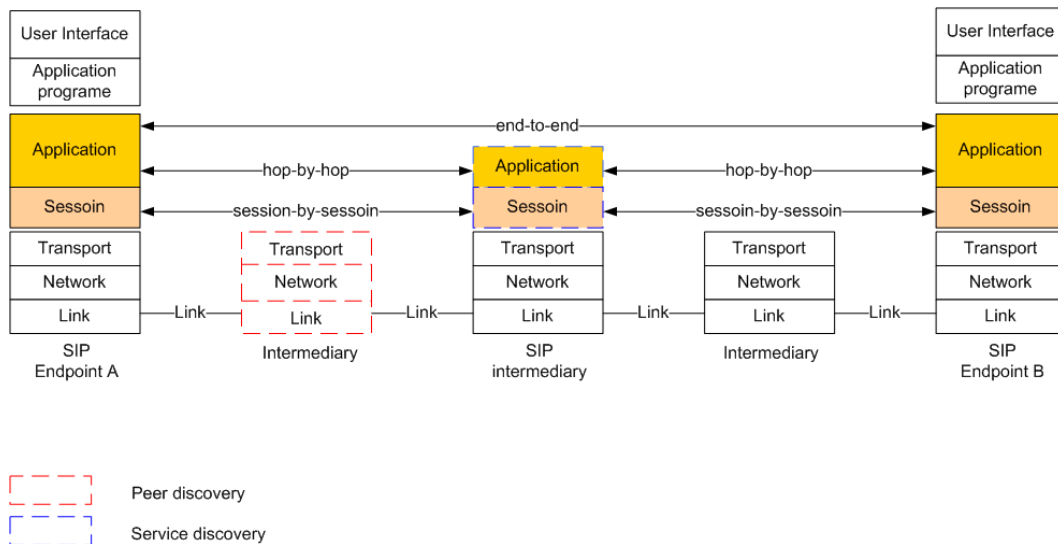 User Interface
Application
programe
User Interface
Application
programe
end-to-end
Application
Application
Application
hop-by-hop
hop-by-hop
Sessoin
session-by-sessoin
Sessoin
sessoin-by-sessoin
Sessoin
Transport
Transport
Transport
Transport
Transport
Network
Network
Network
Network
Network
Link
Link
Link
Link
Link
Link
Link
Link
Link
SIP
Endpoint A
Intermediary
SIP
intermediary
Intermediary
SIP
Endpoint B
Peer discovery
Service discovery